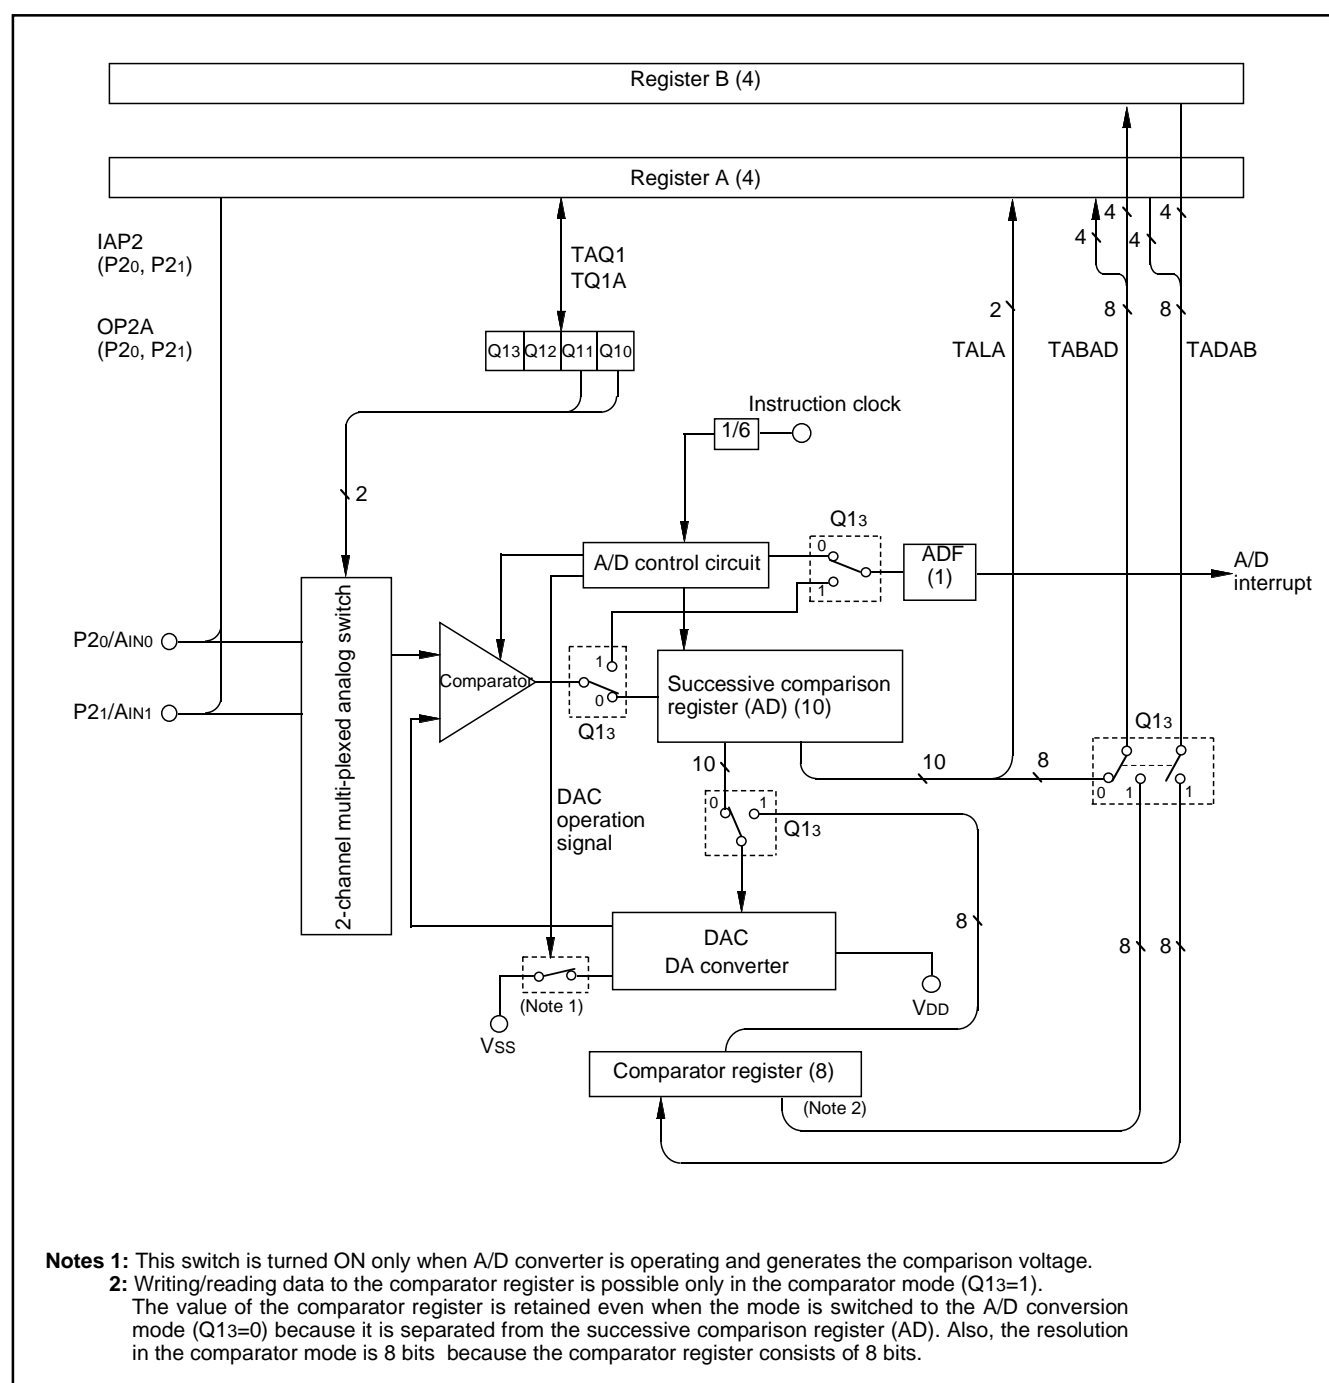 Register B (4)
Register A (4)
IAP2
(P20, P21)
OP2A
(P20, P21)
TAQ1
TQ1A
Q13 Q12 Q11 Q10
4 4
4 4
2 8 8
TALA TABAD TADAB
Instruction clock
1/6
2
Q13
0
1
A/D control circuit
ADF
(1)
A/D
interrupt
2-channel multi-plexed analog switch
P20/AIN0
P21/AIN1
Comparator
1
0
Q13
Successive comparison
register (AD) (10)
Q13
0 1 1
10 10 8
0 1
Q13
DAC
operation
signal
8
8 8
DAC
DA converter
(Note 1)
VSS
VDD
Comparator register (8)
(Note 2)
Notes 1: This switch is turned ON only when A/D converter is operating and generates the comparison voltage.
2: Writing/reading data to the comparator register is possible only in the comparator mode (Q13=1).
The value of the comparator register is retained even when the mode is switched to the A/D conversion
mode (Q13=0) because it is separated from the successive comparison register (AD). Also, the resolution
in the comparator mode is 8 bits because the comparator register consists of 8 bits.